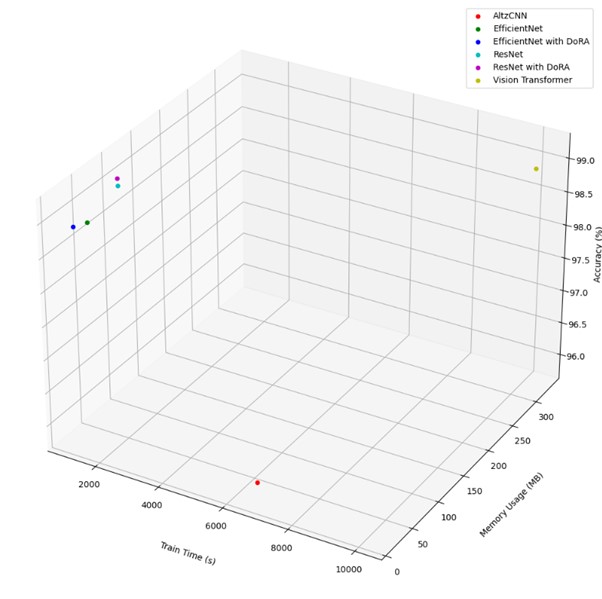 AltzCNN
EfficientNet
EfficientNet with DoRA
ResNet
ResNet with DoRA
Vision Transformer
99.0
98.5
98.0
97.5
97.0
96.5
96.0
Accuracy (%)
300
250
200
150
100
50
0
Memory Usage (MB)
2000
4000
6000
8000
10000
Train Time (s)